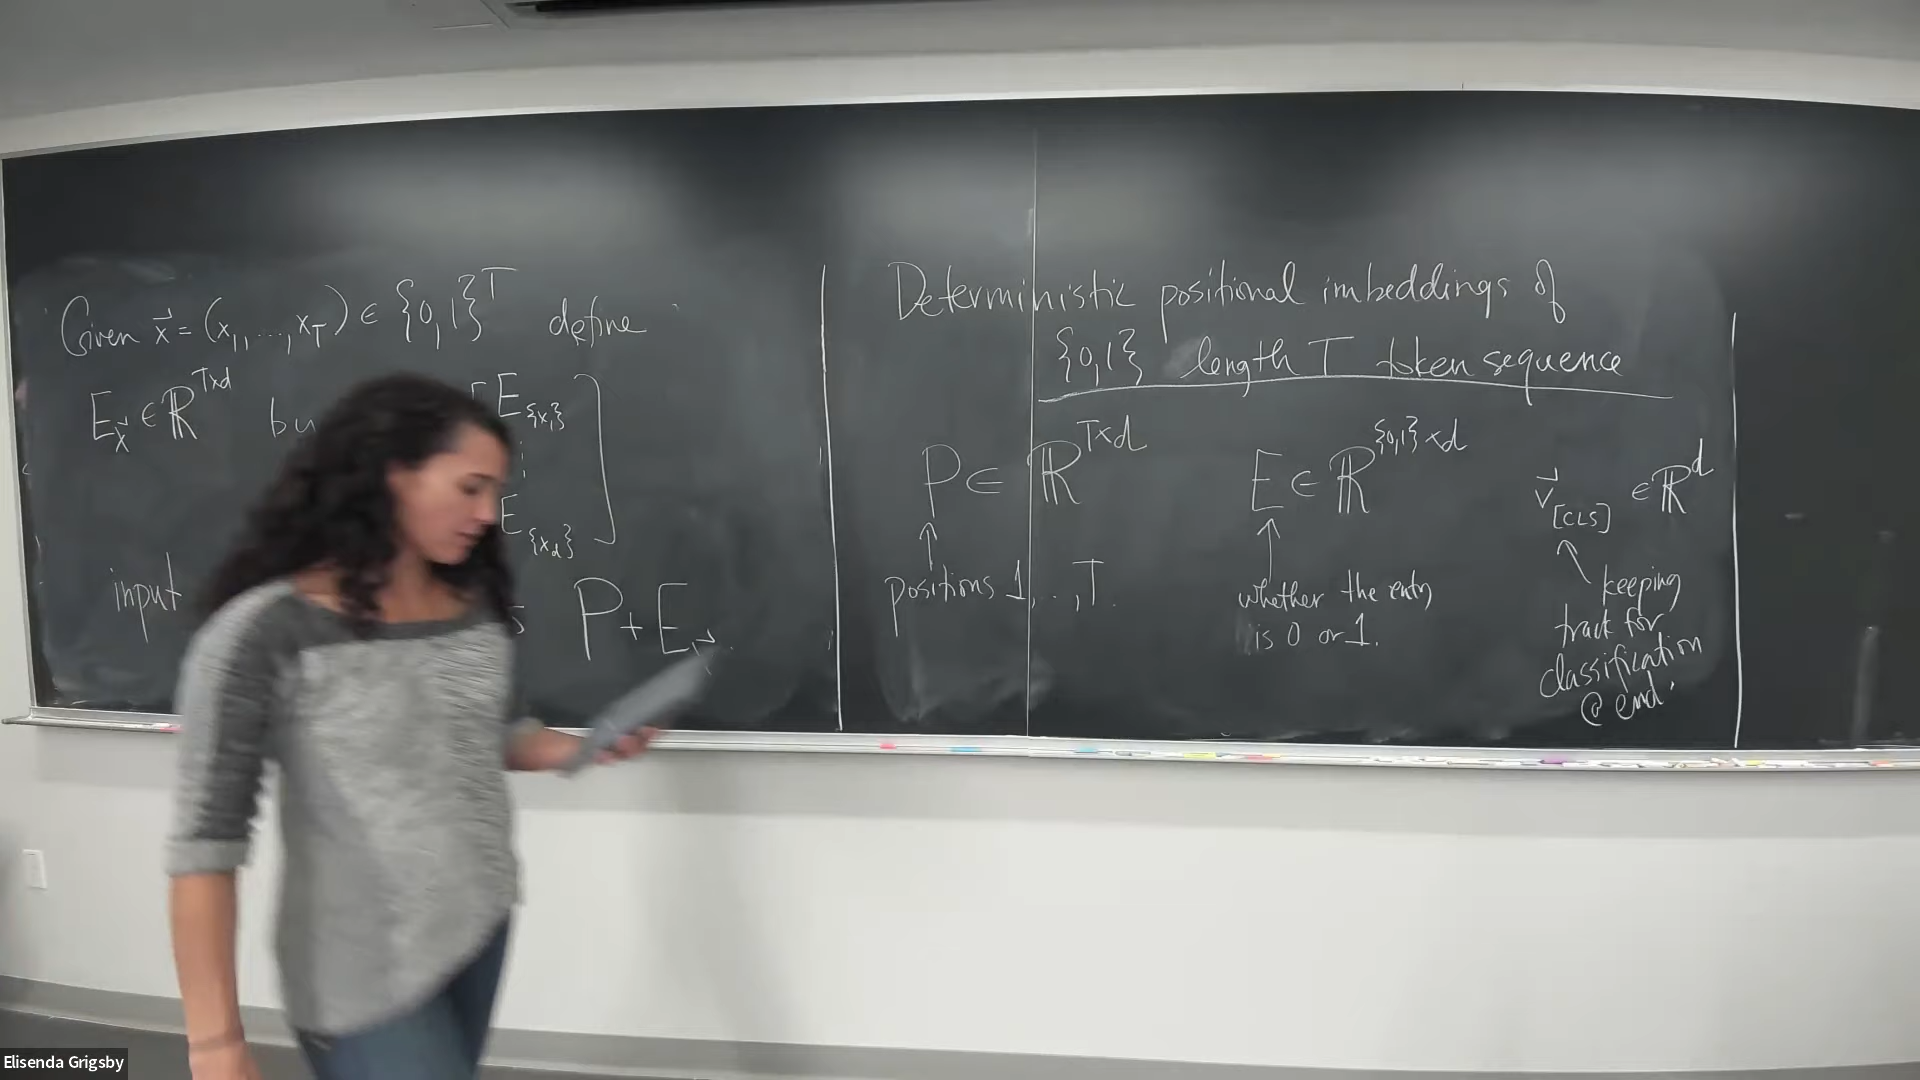 Given x⃗ = (x₁, ..., x_T) ∈ {0,1}^T define
E_x⃗ ∈ ℝ^{T×d}
[E_{x₁}
⋮
E_{x_d}]
input
P + E_x⃗.
Deterministic positional imbeddings of
{0,1} length T token sequence
P ∈ ℝ^{T×d}
↑
positions 1, .., T.
E ∈ ℝ^{{0,1}×d}
↑
whether the entry
is 0 or 1.
v⃗_[CLS] ∈ ℝ^d
↖
keeping
track for
classification
@ end.
Elisenda Grigsby